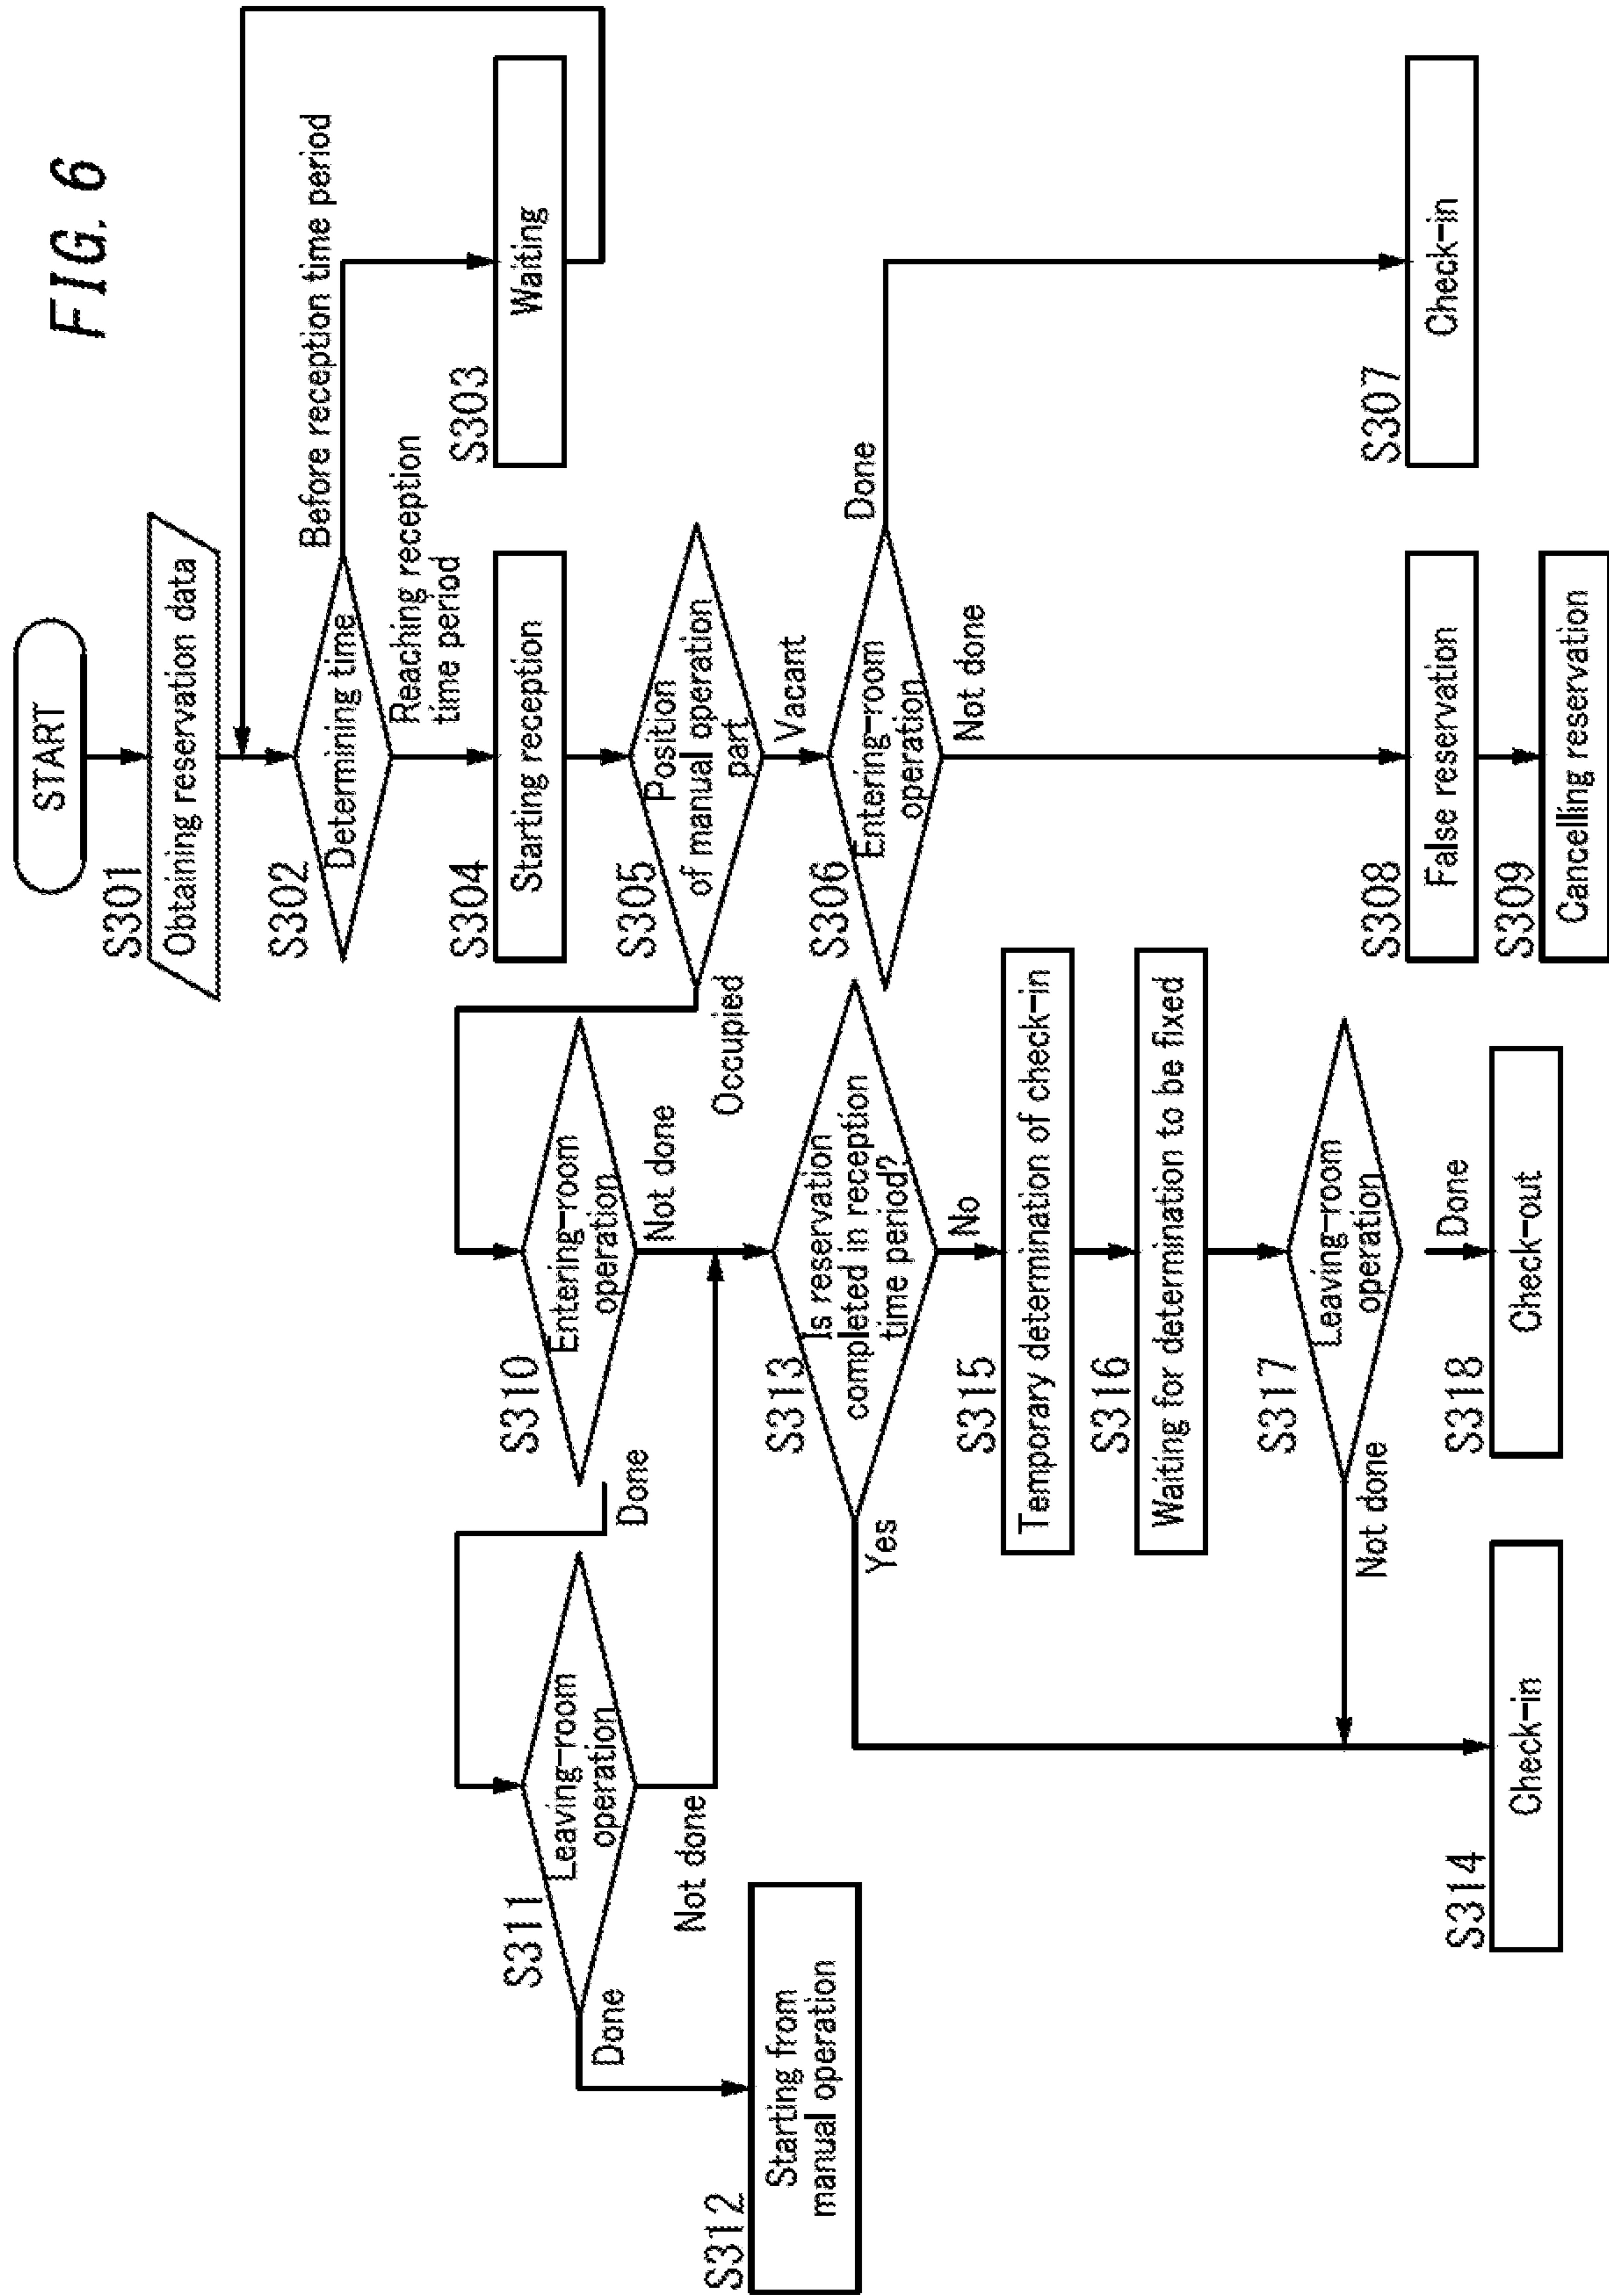 FIG. 6
START
S301
Obtaining reservation data
S302
Determining time
Before reception time period
Reaching reception
time period
S303
Waiting
S304
Starting reception
S305
Position
of manual operation
part
Occupied
Vacant
S306
Entering-room
operation
Done
Not done
S307
Check-in
S308
False reservation
S309
Cancelling reservation
S310
Entering-room
operation
Done
Not done
S311
Leaving-room
operation
Done
Not done
S312
Starting from
manual operation
S313
Is reservation
completed in reception
time period?
Yes
No
S314
Check-in
S315
Temporary determination of check-in
S316
Waiting for determination to be fixed
S317
Leaving-room
operation
Not done
Done
S318
Check-out